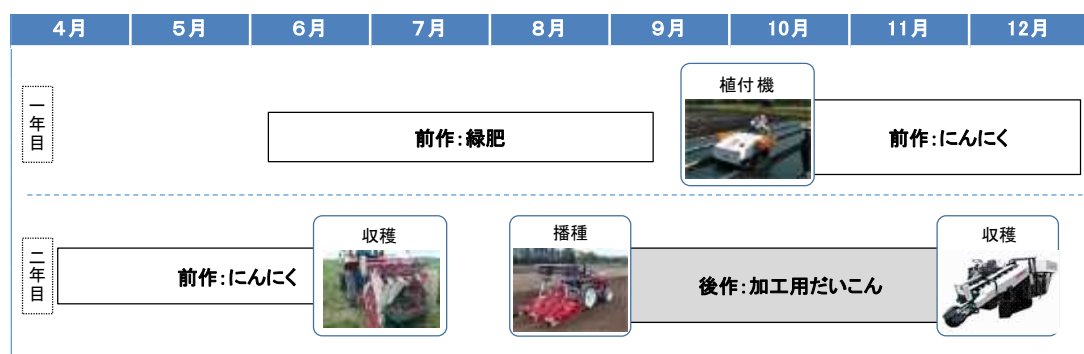 4月 5月 6月 7月 8月 9月 10月 11月 12月
一年目
前作:緑肥
植付機
前作:にんにく
二年目
前作:にんにく
収穫
播種
後作:加工用だいこん
収穫